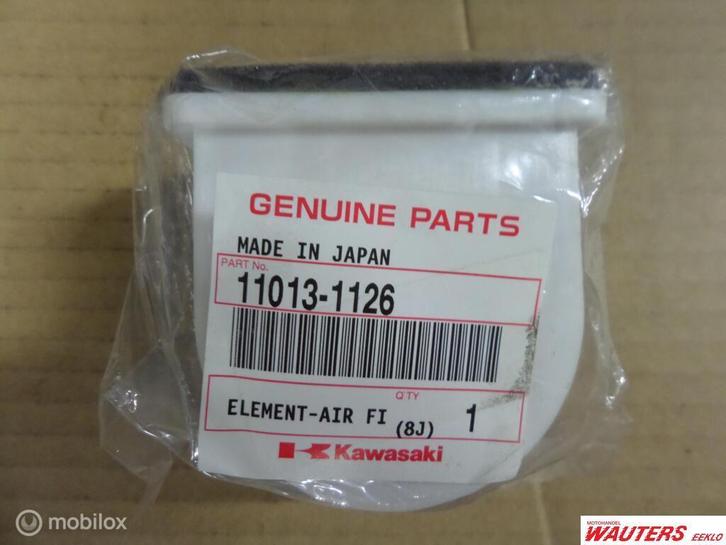 GENUINE PARTS
MADE IN JAPAN
PART No.
11013-1126
Q'TY
ELEMENT-AIR FI (8J) 1
Kawasaki
mobilox
MOTOHANDEL
WAUTERS EEKLO